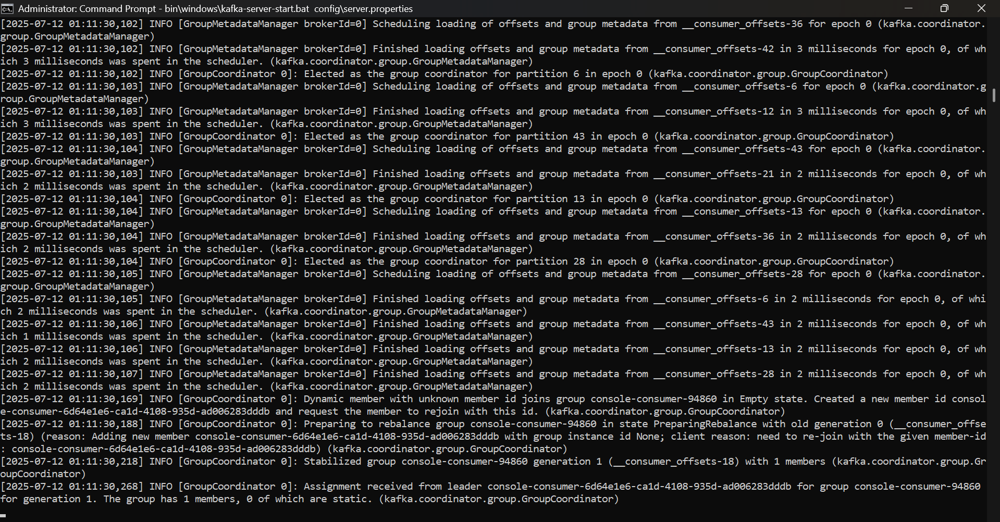 Administrator: Command Prompt - bin\windows\kafka-server-start.bat  config\server.properties
[2025-07-12 01:11:30,102] INFO [GroupMetadataManager brokerId=0] Scheduling loading of offsets and group metadata from __consumer_offsets-36 for epoch 0 (kafka.coordinator.
group.GroupMetadataManager)
[2025-07-12 01:11:30,102] INFO [GroupMetadataManager brokerId=0] Finished loading offsets and group metadata from __consumer_offsets-42 in 3 milliseconds for epoch 0, of wh
ich 3 milliseconds was spent in the scheduler. (kafka.coordinator.group.GroupMetadataManager)
[2025-07-12 01:11:30,102] INFO [GroupCoordinator 0]: Elected as the group coordinator for partition 6 in epoch 0 (kafka.coordinator.group.GroupCoordinator)
[2025-07-12 01:11:30,103] INFO [GroupMetadataManager brokerId=0] Scheduling loading of offsets and group metadata from __consumer_offsets-6 for epoch 0 (kafka.coordinator.g
roup.GroupMetadataManager)
[2025-07-12 01:11:30,103] INFO [GroupMetadataManager brokerId=0] Finished loading offsets and group metadata from __consumer_offsets-12 in 3 milliseconds for epoch 0, of wh
ich 3 milliseconds was spent in the scheduler. (kafka.coordinator.group.GroupMetadataManager)
[2025-07-12 01:11:30,103] INFO [GroupCoordinator 0]: Elected as the group coordinator for partition 43 in epoch 0 (kafka.coordinator.group.GroupCoordinator)
[2025-07-12 01:11:30,104] INFO [GroupMetadataManager brokerId=0] Scheduling loading of offsets and group metadata from __consumer_offsets-43 for epoch 0 (kafka.coordinator.
group.GroupMetadataManager)
[2025-07-12 01:11:30,103] INFO [GroupMetadataManager brokerId=0] Finished loading offsets and group metadata from __consumer_offsets-21 in 2 milliseconds for epoch 0, of wh
ich 2 milliseconds was spent in the scheduler. (kafka.coordinator.group.GroupMetadataManager)
[2025-07-12 01:11:30,104] INFO [GroupCoordinator 0]: Elected as the group coordinator for partition 13 in epoch 0 (kafka.coordinator.group.GroupCoordinator)
[2025-07-12 01:11:30,104] INFO [GroupMetadataManager brokerId=0] Scheduling loading of offsets and group metadata from __consumer_offsets-13 for epoch 0 (kafka.coordinator.
group.GroupMetadataManager)
[2025-07-12 01:11:30,104] INFO [GroupMetadataManager brokerId=0] Finished loading offsets and group metadata from __consumer_offsets-36 in 2 milliseconds for epoch 0, of wh
ich 2 milliseconds was spent in the scheduler. (kafka.coordinator.group.GroupMetadataManager)
[2025-07-12 01:11:30,104] INFO [GroupCoordinator 0]: Elected as the group coordinator for partition 28 in epoch 0 (kafka.coordinator.group.GroupCoordinator)
[2025-07-12 01:11:30,105] INFO [GroupMetadataManager brokerId=0] Scheduling loading of offsets and group metadata from __consumer_offsets-28 for epoch 0 (kafka.coordinator.
group.GroupMetadataManager)
[2025-07-12 01:11:30,105] INFO [GroupMetadataManager brokerId=0] Finished loading offsets and group metadata from __consumer_offsets-6 in 2 milliseconds for epoch 0, of whi
ch 2 milliseconds was spent in the scheduler. (kafka.coordinator.group.GroupMetadataManager)
[2025-07-12 01:11:30,106] INFO [GroupMetadataManager brokerId=0] Finished loading offsets and group metadata from __consumer_offsets-43 in 2 milliseconds for epoch 0, of wh
ich 1 milliseconds was spent in the scheduler. (kafka.coordinator.group.GroupMetadataManager)
[2025-07-12 01:11:30,106] INFO [GroupMetadataManager brokerId=0] Finished loading offsets and group metadata from __consumer_offsets-13 in 2 milliseconds for epoch 0, of wh
ich 2 milliseconds was spent in the scheduler. (kafka.coordinator.group.GroupMetadataManager)
[2025-07-12 01:11:30,107] INFO [GroupMetadataManager brokerId=0] Finished loading offsets and group metadata from __consumer_offsets-28 in 2 milliseconds for epoch 0, of wh
ich 2 milliseconds was spent in the scheduler. (kafka.coordinator.group.GroupMetadataManager)
[2025-07-12 01:11:30,169] INFO [GroupCoordinator 0]: Dynamic member with unknown member id joins group console-consumer-94860 in Empty state. Created a new member id consol
e-consumer-6d64e1e6-ca1d-4108-935d-ad006283dddb and request the member to rejoin with this id. (kafka.coordinator.group.GroupCoordinator)
[2025-07-12 01:11:30,188] INFO [GroupCoordinator 0]: Preparing to rebalance group console-consumer-94860 in state PreparingRebalance with old generation 0 (__consumer_offse
ts-18) (reason: Adding new member console-consumer-6d64e1e6-ca1d-4108-935d-ad006283dddb with group instance id None; client reason: need to re-join with the given member-id
: console-consumer-6d64e1e6-ca1d-4108-935d-ad006283dddb) (kafka.coordinator.group.GroupCoordinator)
[2025-07-12 01:11:30,218] INFO [GroupCoordinator 0]: Stabilized group console-consumer-94860 generation 1 (__consumer_offsets-18) with 1 members (kafka.coordinator.group.Gr
oupCoordinator)
[2025-07-12 01:11:30,268] INFO [GroupCoordinator 0]: Assignment received from leader console-consumer-6d64e1e6-ca1d-4108-935d-ad006283dddb for group console-consumer-94860
for generation 1. The group has 1 members, 0 of which are static. (kafka.coordinator.group.GroupCoordinator)